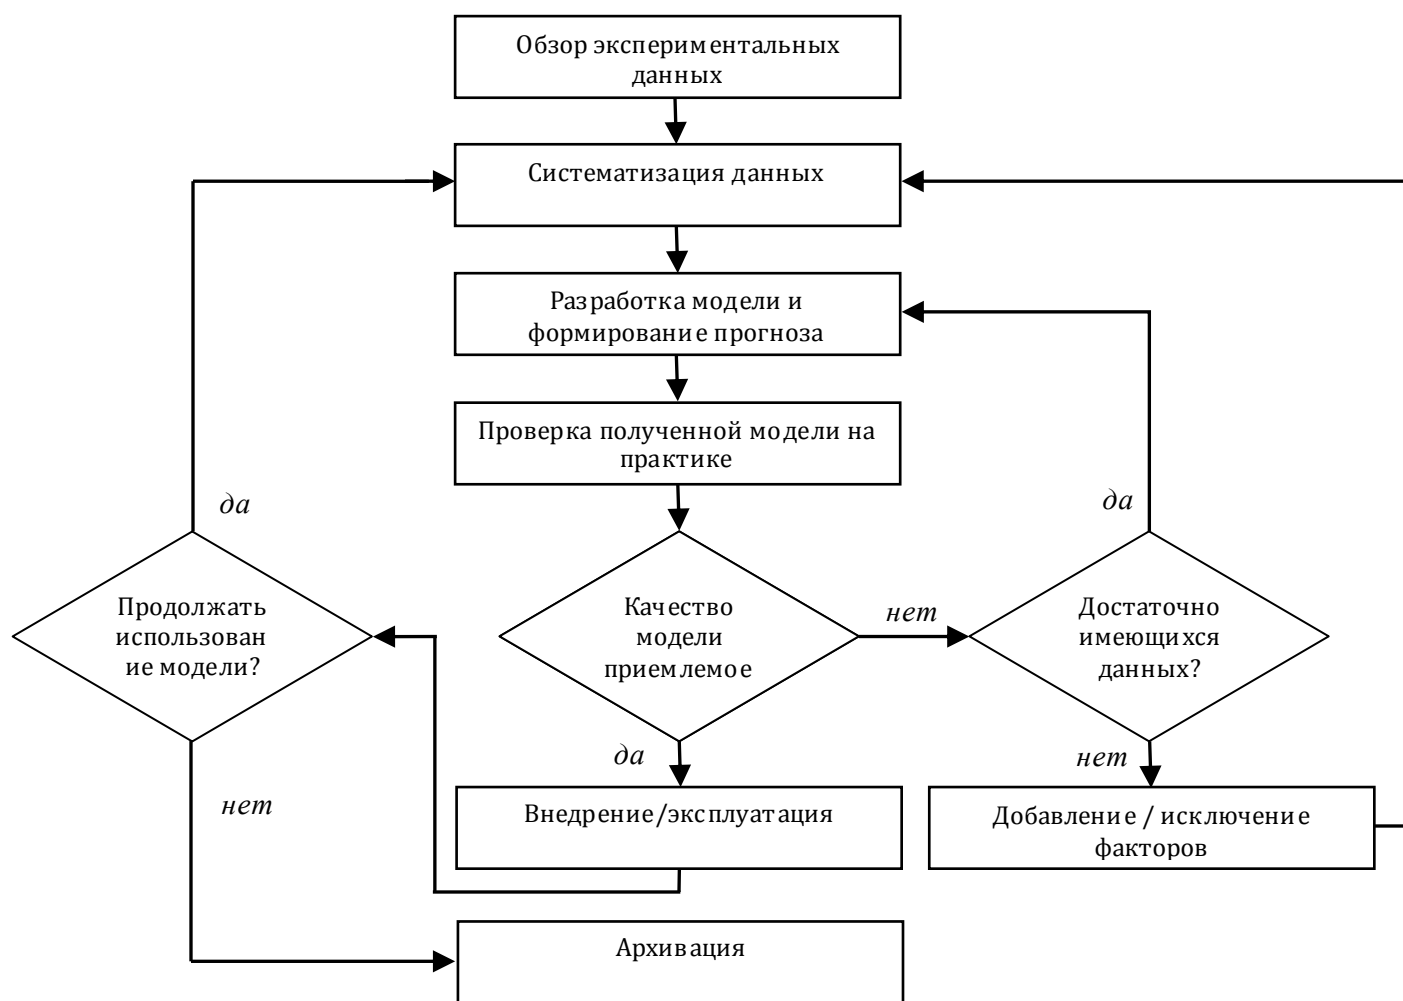 Обзор экспериментальных
данных
Систематизация данных
Разработка модели и
формирование прогноза
Проверка полученной модели на
практике
да
да
Продолжать
использован
ие модели?
Качество
модели
приемлемое
нет
Достаточно
имеющихся
данных?
да
нет
нет
Внедрение/эксплуатация
Добавление / исключение
факторов
Архивация